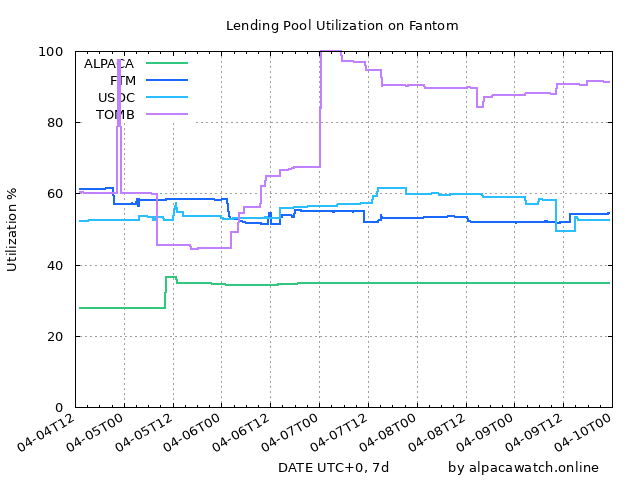 Lending Pool Utilization on Fantom
100
80
60
40
20
0
Utilization %
ALPACA
FTM
USDC
TOMB
04-04T12
04-05T00
04-05T12
04-06T00
04-06T12
04-07T00
04-07T12
04-08T00
04-08T12
04-09T00
04-09T12
04-10T00
DATE UTC+0, 7d
by alpacawatch.online